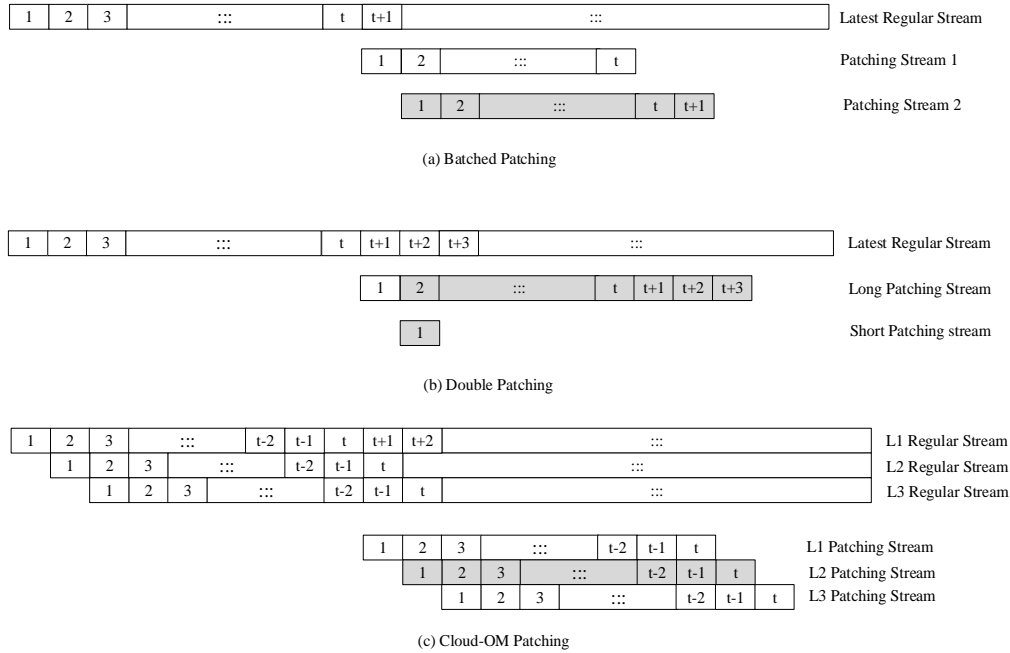 1 2 3 ::: t t+1 ::: Latest Regular Stream
1 2 ::: t Patching Stream 1
1 2 ::: t t+1 Patching Stream 2
(a) Batched Patching
1 2 3 ::: t t+1 t+2 t+3 ::: Latest Regular Stream
1 2 ::: t t+1 t+2 t+3 Long Patching Stream
1 Short Patching stream
(b) Double Patching
1 2 3 ::: t-2 t-1 t t+1 t+2 ::: L1 Regular Stream
1 2 3 ::: t-2 t-1 t ::: L2 Regular Stream
1 2 3 ::: t-2 t-1 t ::: L3 Regular Stream
1 2 3 ::: t-2 t-1 t L1 Patching Stream
1 2 3 ::: t-2 t-1 t L2 Patching Stream
1 2 3 ::: t-2 t-1 t L3 Patching Stream
(c) Cloud-OM Patching